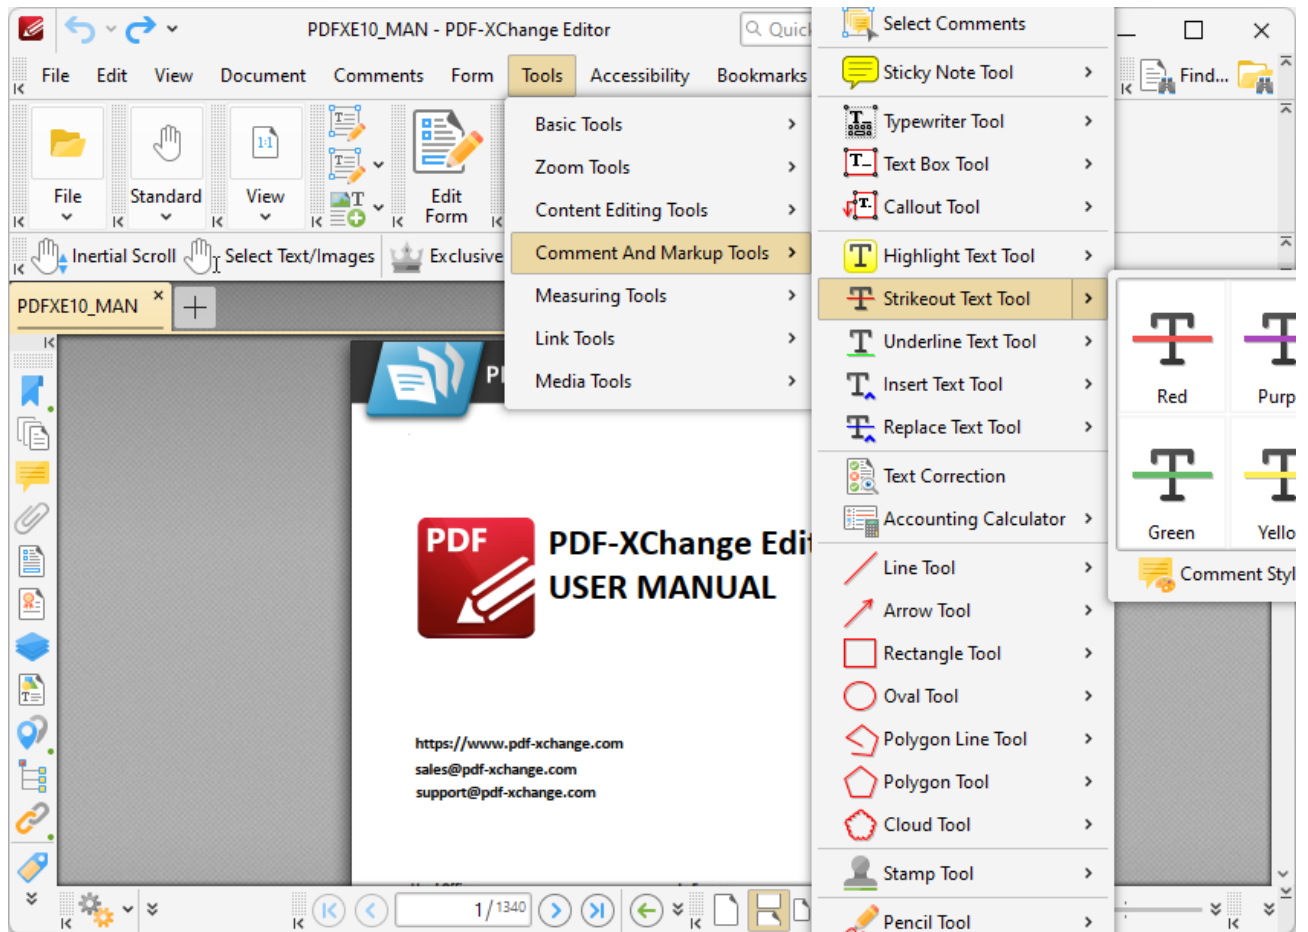 PDFXE10_MAN - PDF-XChange Editor
File Edit View Document Comments Form Tools Accessibility Bookmarks
Find...
File
Standard
1:1
View
Edit
Form
Inertial Scroll
Select Text/Images
Exclusive
PDFXE10_MAN
Basic Tools
Zoom Tools
Content Editing Tools
Comment And Markup Tools
Measuring Tools
Link Tools
Media Tools
Select Comments
Sticky Note Tool
Typewriter Tool
Text Box Tool
Callout Tool
Highlight Text Tool
Strikeout Text Tool
Underline Text Tool
Insert Text Tool
Replace Text Tool
Text Correction
Accounting Calculator
Line Tool
Arrow Tool
Rectangle Tool
Oval Tool
Polygon Line Tool
Polygon Tool
Cloud Tool
Stamp Tool
Pencil Tool
Red
Green
Comment
PDF
PDF-XChange
USER MANUAL
https://www.pdf-xchange.com
sales@pdf-xchange.com
support@pdf-xchange.com
1/1340